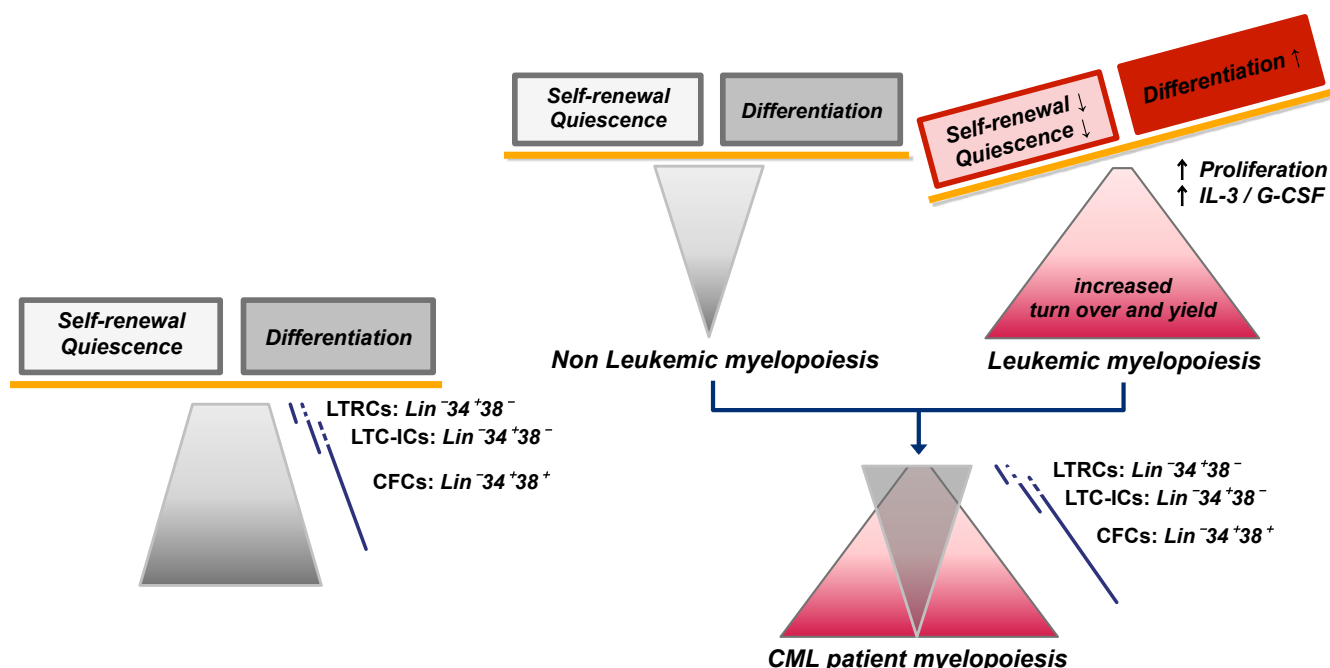 Self-renewal
Quiescence
Differentiation
LTRCs: Lin⁻34⁺38⁻
LTC-ICs: Lin⁻34⁺38⁻
CFCs: Lin⁻34⁺38⁺
Self-renewal
Quiescence
Differentiation
Non Leukemic myelopoiesis
Self-renewal ↓
Quiescence ↓
Differentiation ↑
↑ Proliferation
↑ IL-3 / G-CSF
increased
turn over and yield
Leukemic myelopoiesis
LTRCs: Lin⁻34⁺38⁻
LTC-ICs: Lin⁻34⁺38⁻
CFCs: Lin⁻34⁺38⁺
CML patient myelopoiesis